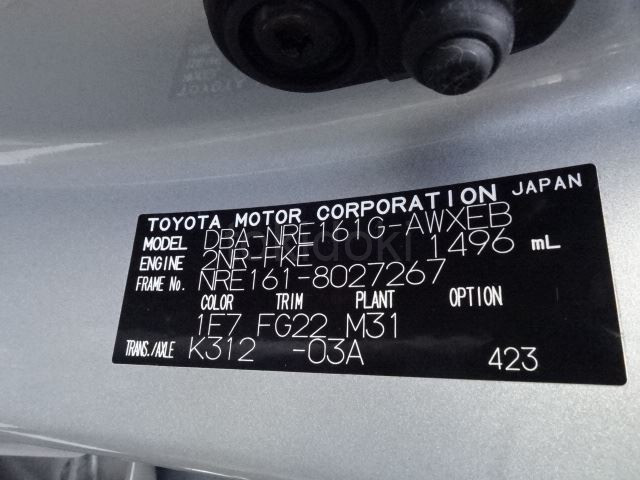 TOYOTA MOTOR CORPORATION JAPAN
MODEL DBA-NRE161G-AWXEB
ENGINE 2NR-FKE 1496 mL
FRAME No. NRE161-8027267
COLOR TRIM PLANT OPTION
1F7 FG22 M31
TRANS./AXLE K312 -03A 423